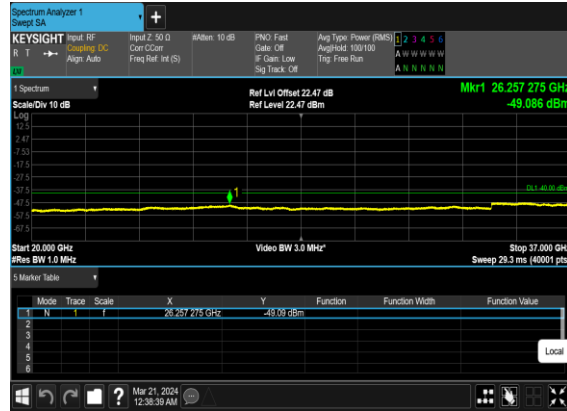 Spectrum Analyzer 1
Swept SA
+
KEYSIGHT Input: RF Input Z: 50 Ω #Atten: 10 dB PNO: Fast Avg Type: Power (RMS) 1 2 3 4 5 6
R T Coupling: DC Corr CCorr Gate: Off Avg|Hold: 100/100 A W W W W W
Align: Auto Freq Ref: Int (S) IF Gain: Low Trig: Free Run
Sig Track: Off A N N N N N
1 Spectrum Ref Lvl Offset 22.47 dB Mkr1 26.257 275 GHz
Scale/Div 10 dB Ref Level 22.47 dBm -49.086 dBm
Log
12.5
2.47
-7.53
-17.5
-27.5
-37.5 1 DL1 -40.00 dBm
-47.5
-57.5
-67.5
Start 20.000 GHz Video BW 3.0 MHz* Stop 37.000 GHz
#Res BW 1.0 MHz Sweep 29.3 ms (40001 pts)
5 Marker Table
Mode Trace Scale X Y Function Function Width Function Value
1 N 1 f 26.257 275 GHz -49.09 dBm
2
3
4
5
6
Local
? Mar 21, 2024
12:38:39 AM